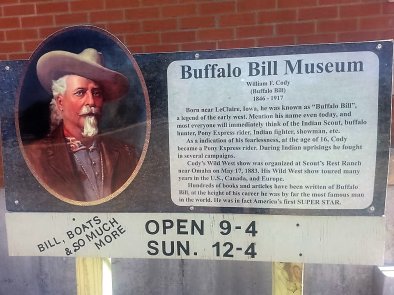 Buffalo Bill Museum
William F. Cody
(Buffalo Bill)
1846 - 1917
Born near LeClaire, Iowa, he was known as "Buffalo Bill",
a legend of the early west. Mention his name even today, and
most everyone will immediately think of the Indian Scout, buffalo
hunter, Pony Express rider, Indian fighter, showman, etc.
As a indication of his fearlessness, at the age of 16, Cody
became a Pony Express rider. During Indian uprisings he fought
in several campaigns.
Cody's Wild West show was organized at Scout's Rest Ranch
near Omaha on May 17, 1883. His Wild West show toured many
years in the U.S., Canada, and Europe.
Hundreds of books and articles have been written of Buffalo
Bill, at the height of his career he was by far the most famous man
in the world. He was in fact America's first SUPER STAR.
BILL, BOATS
& SO MUCH
MORE
OPEN 9-4
SUN. 12-4